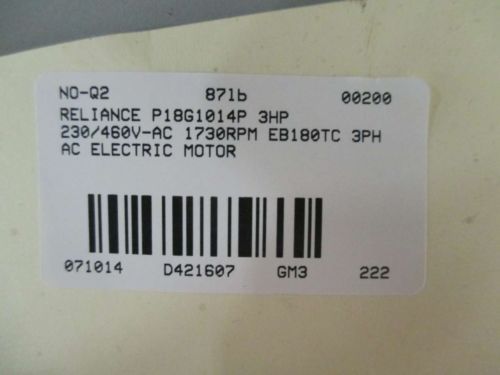 NO-Q2 87lb 00200
RELIANCE P18G1014P 3HP
230/460V-AC 1730RPM EB180TC 3PH
AC ELECTRIC MOTOR
071014 D421607 GM3 222